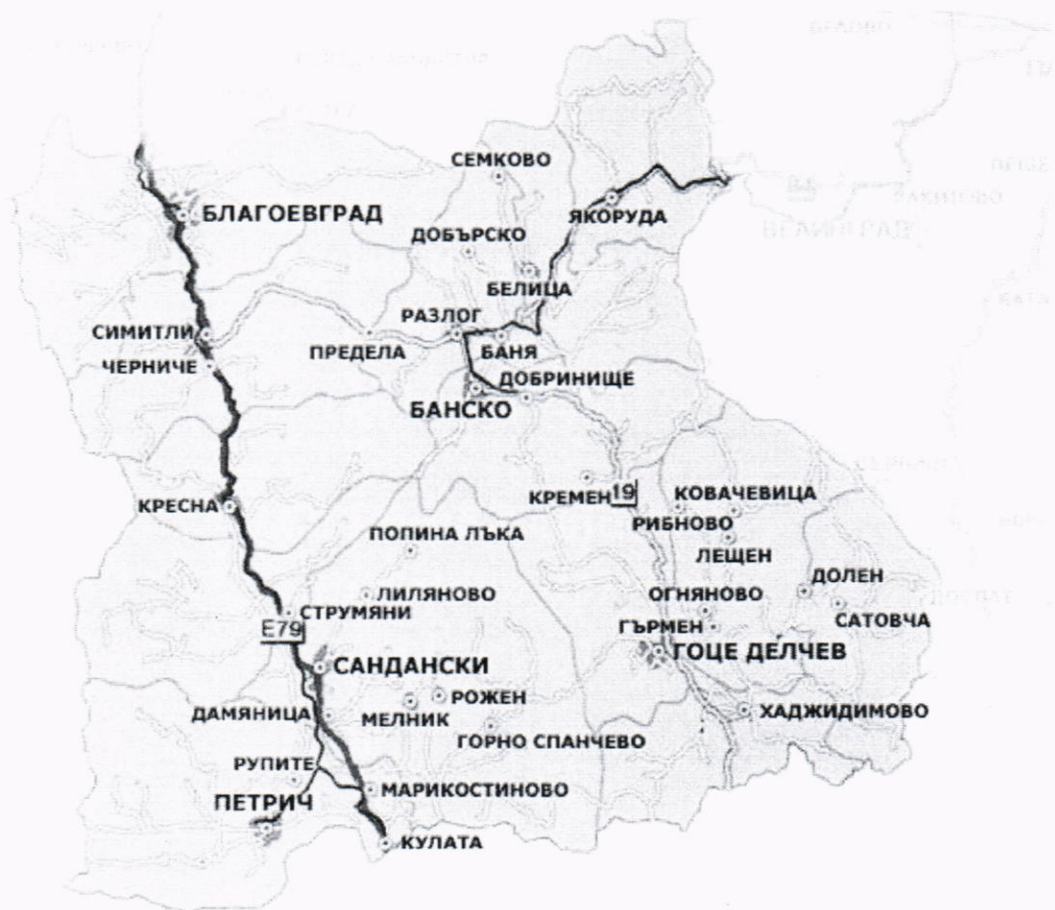 БЕЛОВО
СЕМКОВО
ЯКОРУДА
БЛАГОЕВГРАД
ВЕЛИНГРАД
ДОБЪРСКО
БЕЛИЦА
РАЗЛОГ
СИМИТЛИ
ПРЕДЕЛА
БАНЯ
ЧЕРНИЧЕ
ДОБРИНИЩЕ
БАНСКО
КРЕМЕН
19
КОВАЧЕВИЦА
КРЕСНА
РИБНОВО
ПОПИНА ЛЪКА
ЛЕЩЕН
ДОЛЕН
ЛИЛЯНОВО
ОГНЯНОВО
СТРУМЯНИ
САТОВЧА
E79
ГЪРМЕН
ГОЦЕ ДЕЛЧЕВ
САНДАНСКИ
РОЖЕН
ДАМЯНИЦА
МЕЛНИК
ХАДЖИДИМОВО
ГОРНО СПАНЧЕВО
РУПИТЕ
МАРИКОСТИНОВО
ПЕТРИЧ
КУЛАТА